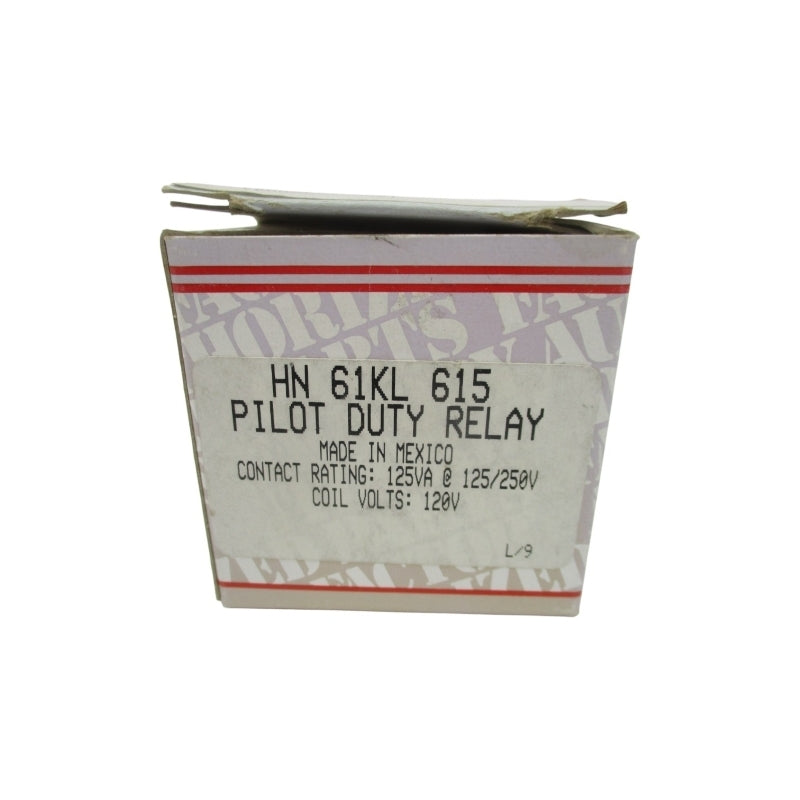 HN 61KL 615
PILOT DUTY RELAY
MADE IN MEXICO
CONTACT RATING: 125VA @ 125/250V
COIL VOLTS: 120V
L/9